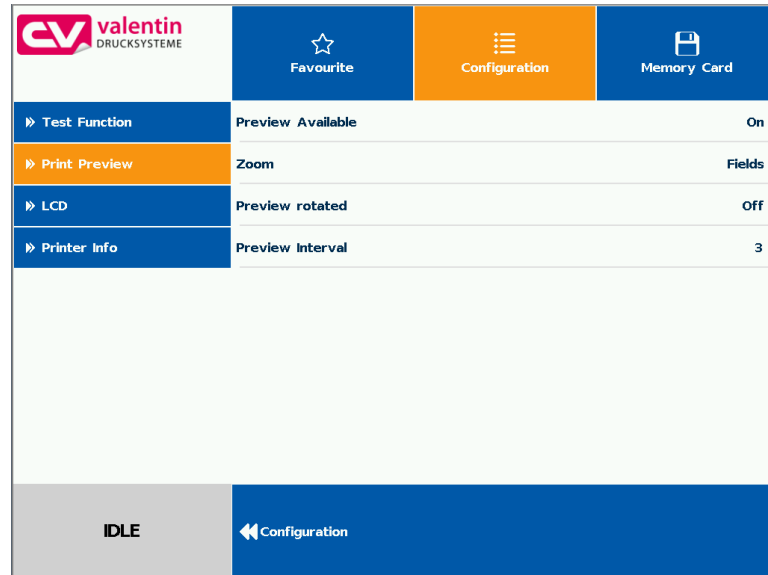 CV valentin
DRUCKSYSTEME
Favourite
Configuration
Memory Card
Test Function
Print Preview
LCD
Printer Info
Preview Available On
Zoom Fields
Preview rotated Off
Preview Interval 3
IDLE
Configuration